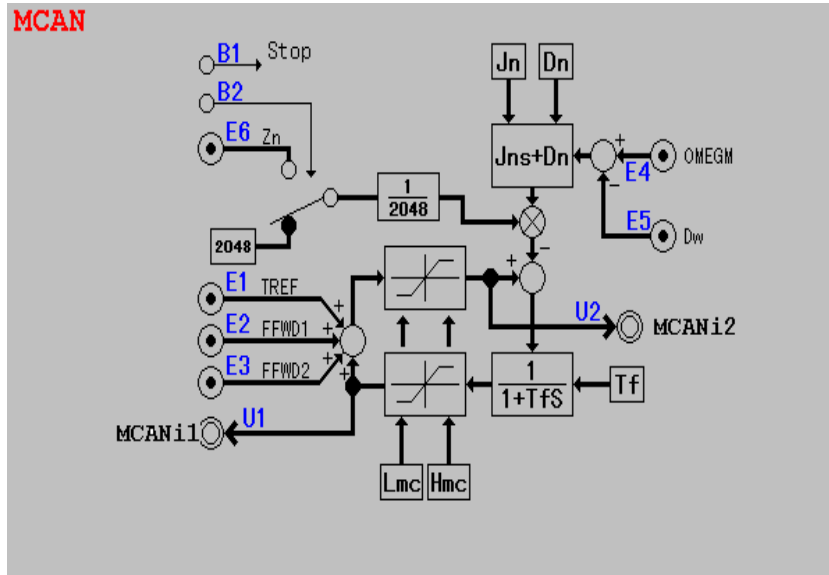 MCAN
B1 Stop
B2
E6 Zn
Jn Dn
Jns+Dn
+
OMEGM
E4
−
E5
Dw
1
2048
2048
−
+
E1 TREF
+
E2 FFWD1
+
E3 FFWD2
+
+
U2
MCANi2
1
1+TfS
Tf
U1
MCANi1
Lmc Hmc